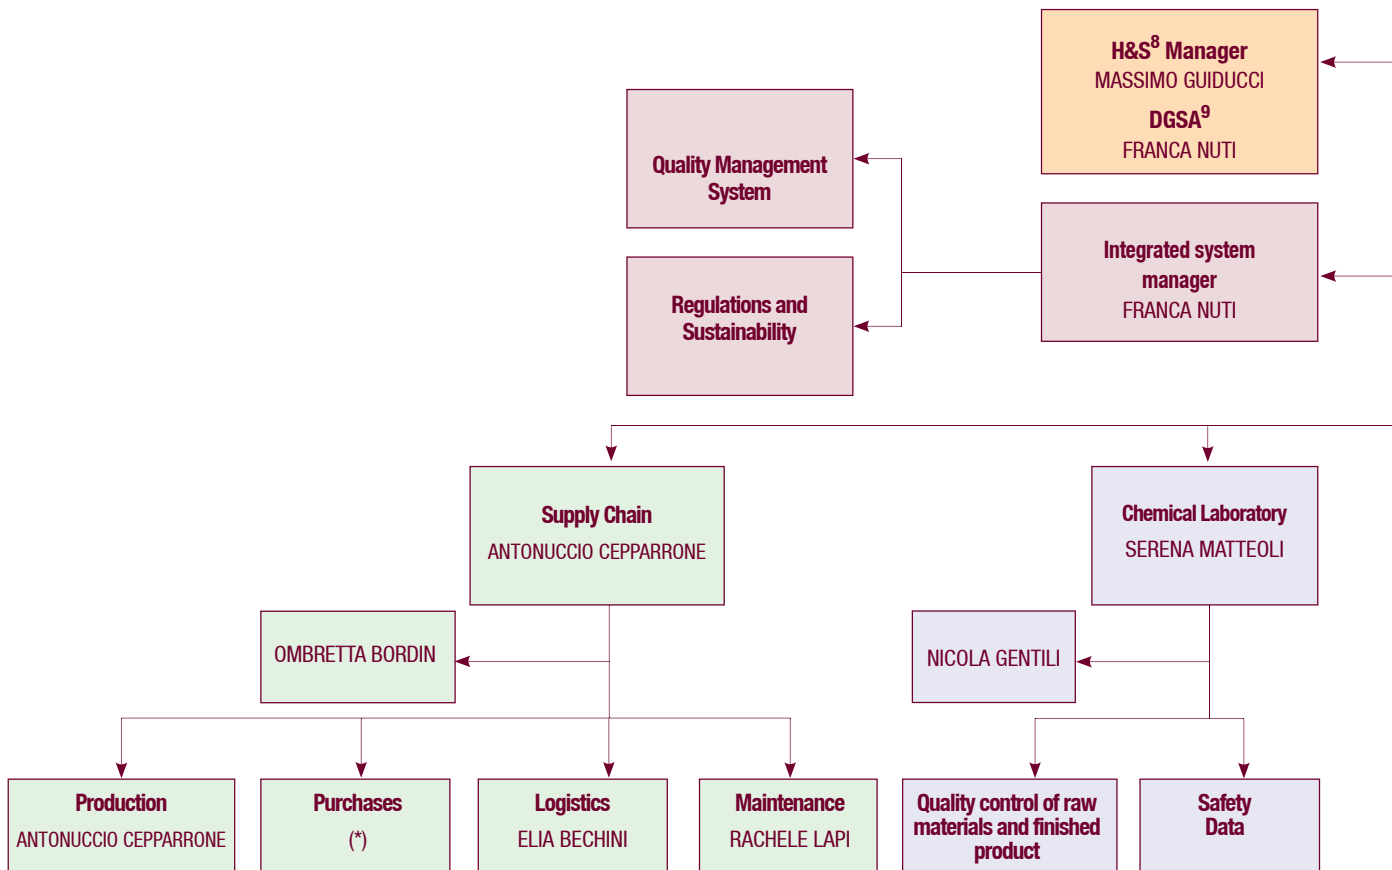 H&S8 Manager
MASSIMO GUIDUCCI
DGSA9
FRANCA NUTI
Quality Management
System
Integrated system
manager
FRANCA NUTI
Regulations and
Sustainability
Supply Chain
ANTONUCCIO CEPPARRONE
Chemical Laboratory
SERENA MATTEOLI
OMBRETTA BORDIN
NICOLA GENTILI
Production
ANTONUCCIO CEPPARRONE
Purchases
(*)
Logistics
ELIA BECHINI
Maintenance
RACHELE LAPI
Quality control of raw
materials and finished
product
Safety
Data